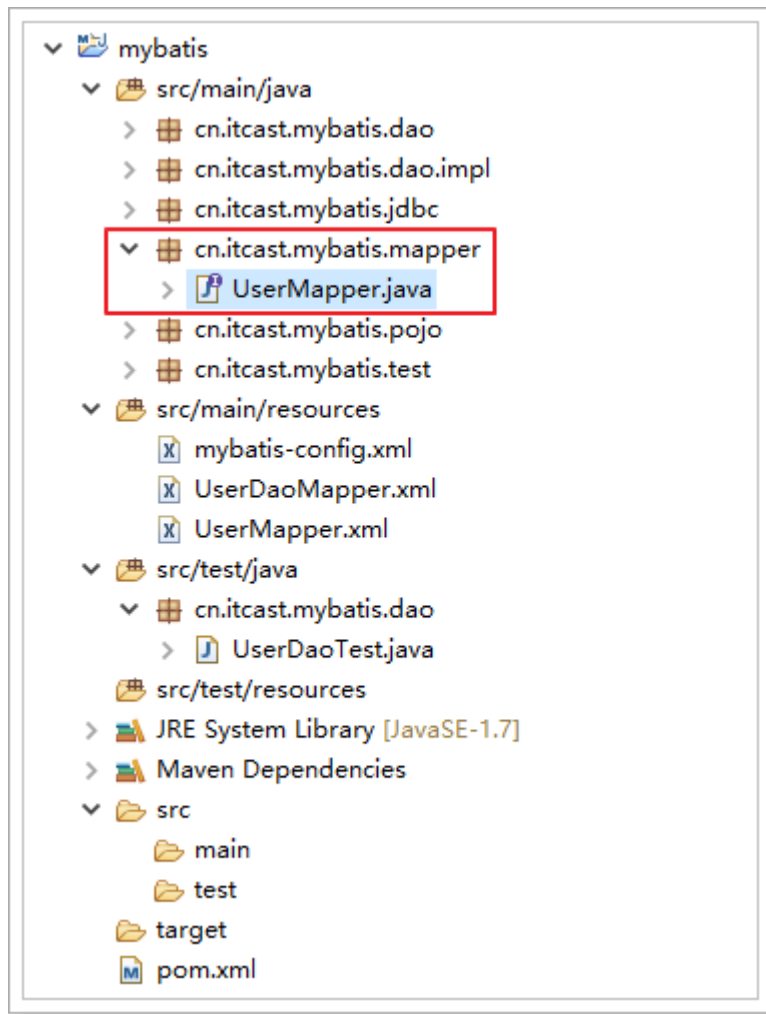 mybatis
src/main/java
cn.itcast.mybatis.dao
cn.itcast.mybatis.dao.impl
cn.itcast.mybatis.jdbc
cn.itcast.mybatis.mapper
UserMapper.java
cn.itcast.mybatis.pojo
cn.itcast.mybatis.test
src/main/resources
mybatis-config.xml
UserDaoMapper.xml
UserMapper.xml
src/test/java
cn.itcast.mybatis.dao
UserDaoTest.java
src/test/resources
JRE System Library [JavaSE-1.7]
Maven Dependencies
src
main
test
target
pom.xml